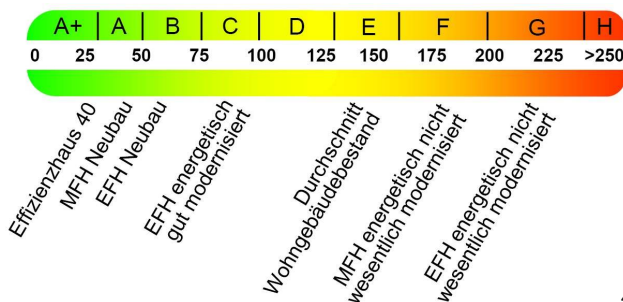 A+ A B C D E F G H
0 25 50 75 100 125 150 175 200 225 >250
Effizienzhaus 40
MFH Neubau
EFH Neubau
EFH energetisch
gut modernisiert
Durchschnitt
Wohngebäudebestand
MFH energetisch nicht
wesentlich modernisiert
EFH energetisch nicht
wesentlich modernisiert